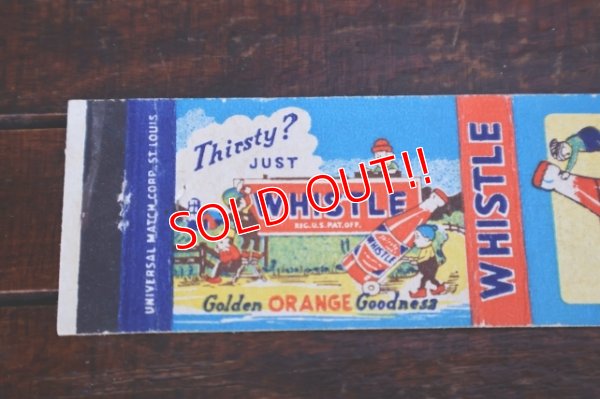 Thirsty?
JUST
WHISTLE
REG. U.S. PAT. OFF.
WHISTLE
Golden ORANGE Goodness
UNIVERSAL MATCH CORP., ST. LOUIS
WHISTLE
SOLD OUT!!